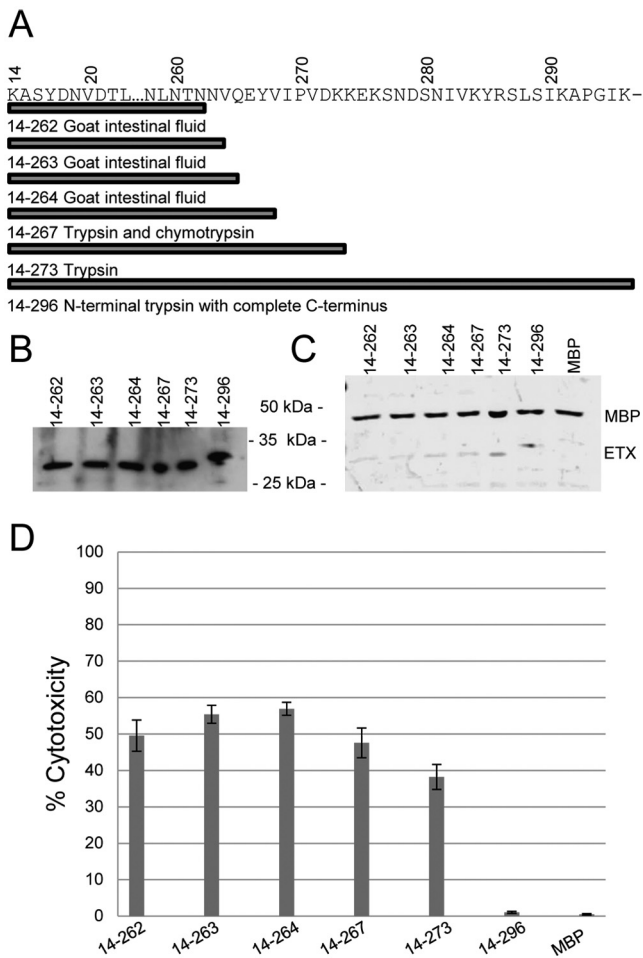 A
14 20 260 270 280 290
KASYDNVDTL...NLNTNNVQEYVIPVDKKEKSNDSNIVKYRSLSIKAPGIK-
14-262 Goat intestinal fluid
14-263 Goat intestinal fluid
14-264 Goat intestinal fluid
14-267 Trypsin and chymotrypsin
14-273 Trypsin
14-296 N-terminal trypsin with complete C-terminus
B
14-262 14-263 14-264 14-267 14-273 14-296
- 35 kDa -
- 25 kDa -
C
14-262 14-263 14-264 14-267 14-273 14-296 MBP
50 kDa -
MBP
ETX
D
% Cytotoxicity
100
90
80
70
60
50
40
30
20
10
0
14-262 14-263 14-264 14-267 14-273 14-296 MBP